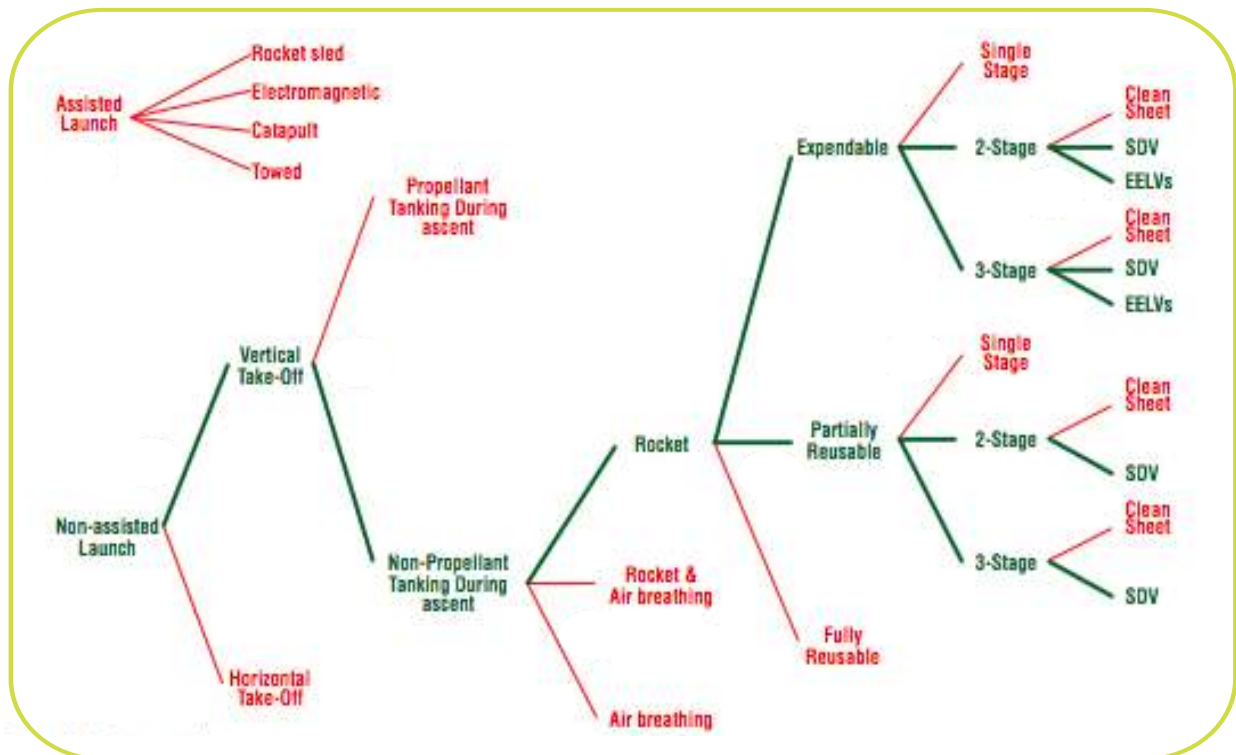 Assisted
Launch
Rocket sled
Electromagnetic
Catapult
Towed
Non-assisted
Launch
Vertical
Take-Off
Horizontal
Take-Off
Propellant
Tanking During
ascent
Non-Propellant
Tanking During
ascent
Rocket
Rocket &
Air breathing
Air breathing
Expendable
Partially
Reusable
Fully
Reusable
Single
Stage
2-Stage
Clean
Sheet
SDV
EELVs
3-Stage
Clean
Sheet
SDV
EELVs
Single
Stage
2-Stage
Clean
Sheet
SDV
3-Stage
Clean
Sheet
SDV